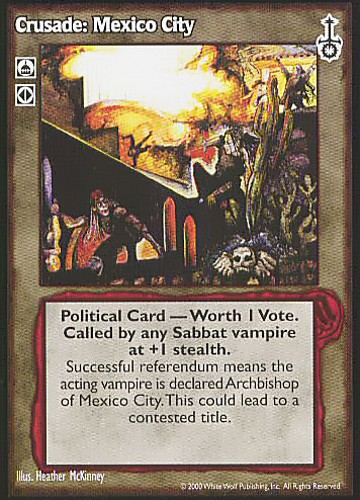 Crusade: Mexico City
Political Card — Worth 1 Vote.
Called by any Sabbat vampire
at +1 stealth.
Successful referendum means the
acting vampire is declared Archbishop
of Mexico City. This could lead to a
contested title.
Illus. Heather McKinney
© 2000 White Wolf Publishing, Inc. All Rights Reserved.